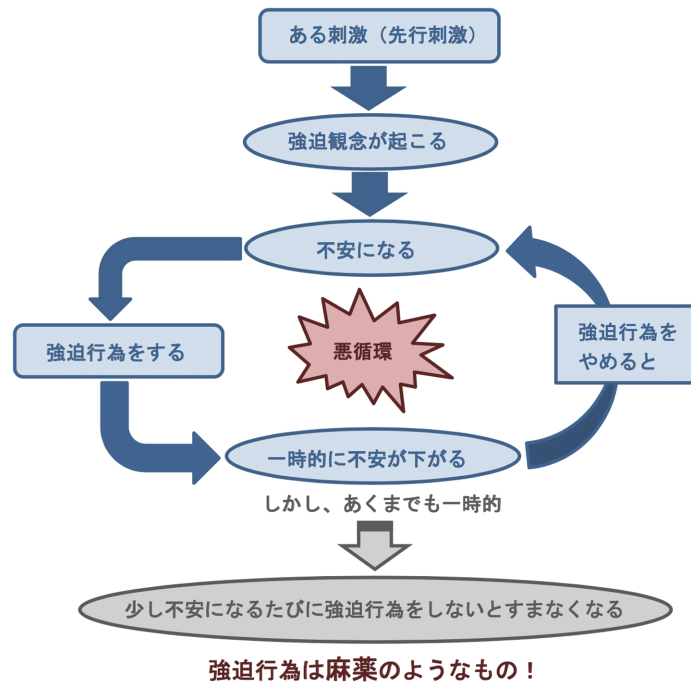 ある刺激（先行刺激）
強迫観念が起こる
不安になる
強迫行為をする
悪循環
強迫行為を
やめると
一時的に不安が下がる
しかし、あくまでも一時的
少し不安になるたびに強迫行為をしないとすまなくなる
強迫行為は麻薬のようなもの！